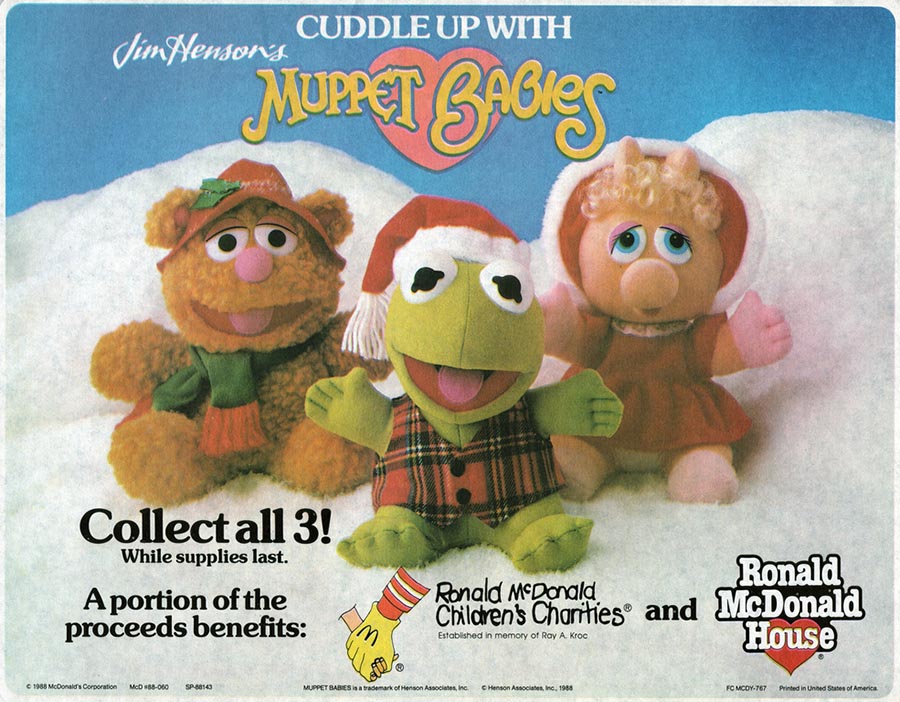 CUDDLE UP WITH
Jim Henson's
MUPPET BABIES
Collect all 3!
While supplies last.
A portion of the
proceeds benefits:
Ronald McDonald
Children's Charities®
Established in memory of Ray A. Kroc
and
Ronald
McDonald
House
®
®
© 1988 McDonald's Corporation McD #88-060 SP-88143
MUPPET BABIES is a trademark of Henson Associates, Inc. © Henson Associates, Inc., 1988
FC MCDY-767 Printed in United States of America.